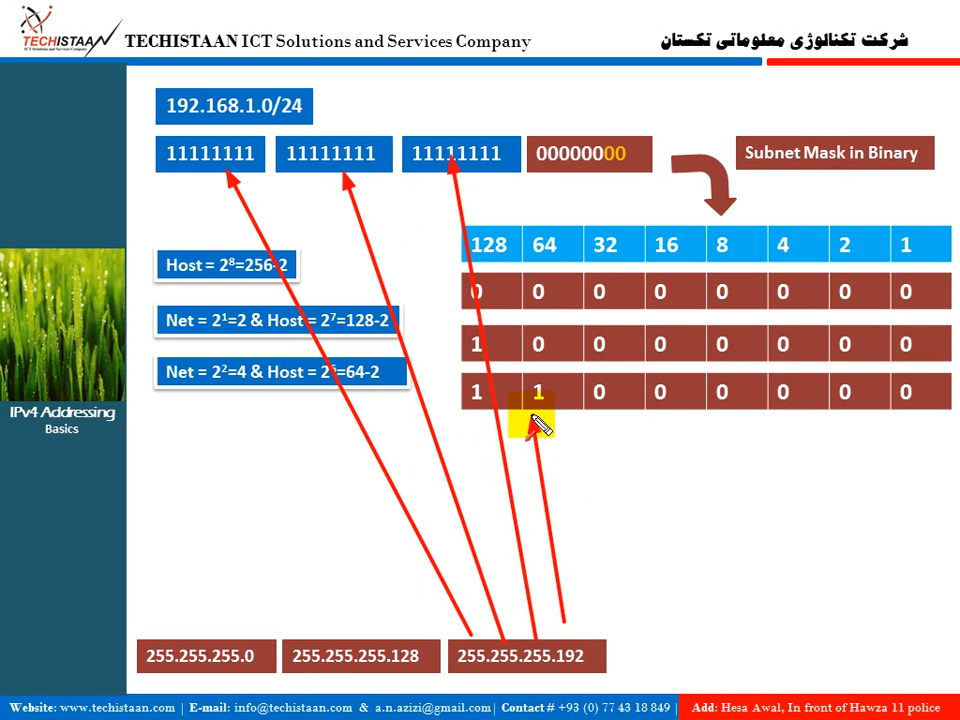 TECHISTAAN
ICT Solutions and Services Company
TECHISTAAN ICT Solutions and Services Company
شرکت تکنالوژی معلوماتی تکستان
192.168.1.0/24
11111111 11111111 11111111 00000000
Subnet Mask in Binary
128 64 32 16 8 4 2 1
0 0 0 0 0 0 0 0
1 0 0 0 0 0 0 0
1 1 0 0 0 0 0 0
Host = 2⁸=256-2
Net = 2¹=2 & Host = 2⁷=128-2
Net = 2²=4 & Host = 2⁶=64-2
IPv4 Addressing
Basics
255.255.255.0 255.255.255.128 255.255.255.192
Website: www.techistaan.com | E-mail: info@techistaan.com & a.n.azizi@gmail.com| Contact # +93 (0) 77 43 18 849 | Add: Hesa Awal, In front of Hawza 11 police